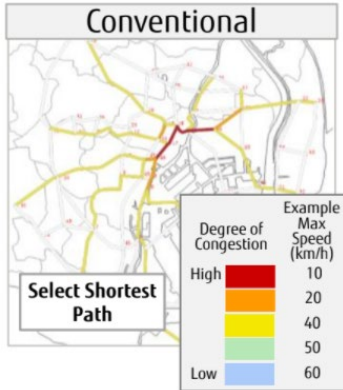 Conventional
Select Shortest
Path
Degree of
Congestion
Example
Max
Speed
(km/h)
High
10
20
40
50
Low
60